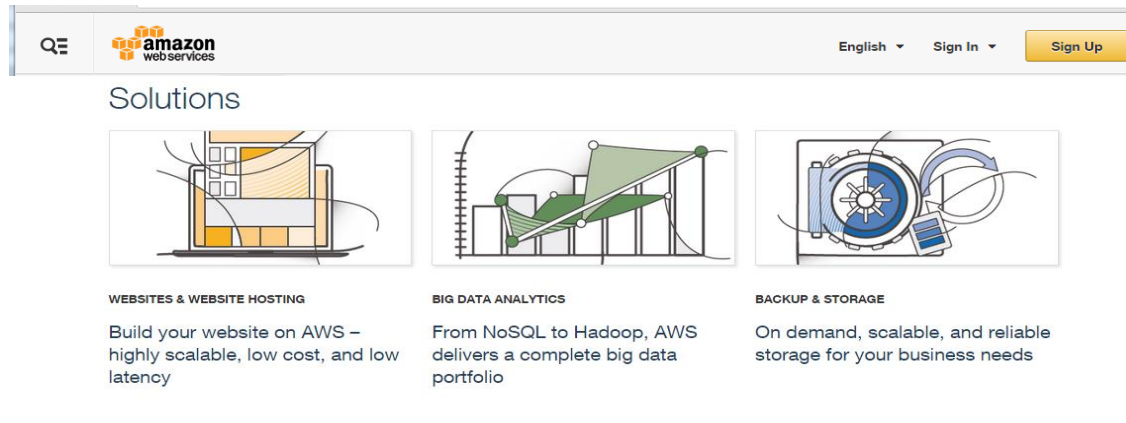 amazon
webservices
English
Sign In
Sign Up
Solutions
WEBSITES & WEBSITE HOSTING
Build your website on AWS –
highly scalable, low cost, and low
latency
BIG DATA ANALYTICS
From NoSQL to Hadoop, AWS
delivers a complete big data
portfolio
BACKUP & STORAGE
On demand, scalable, and reliable
storage for your business needs